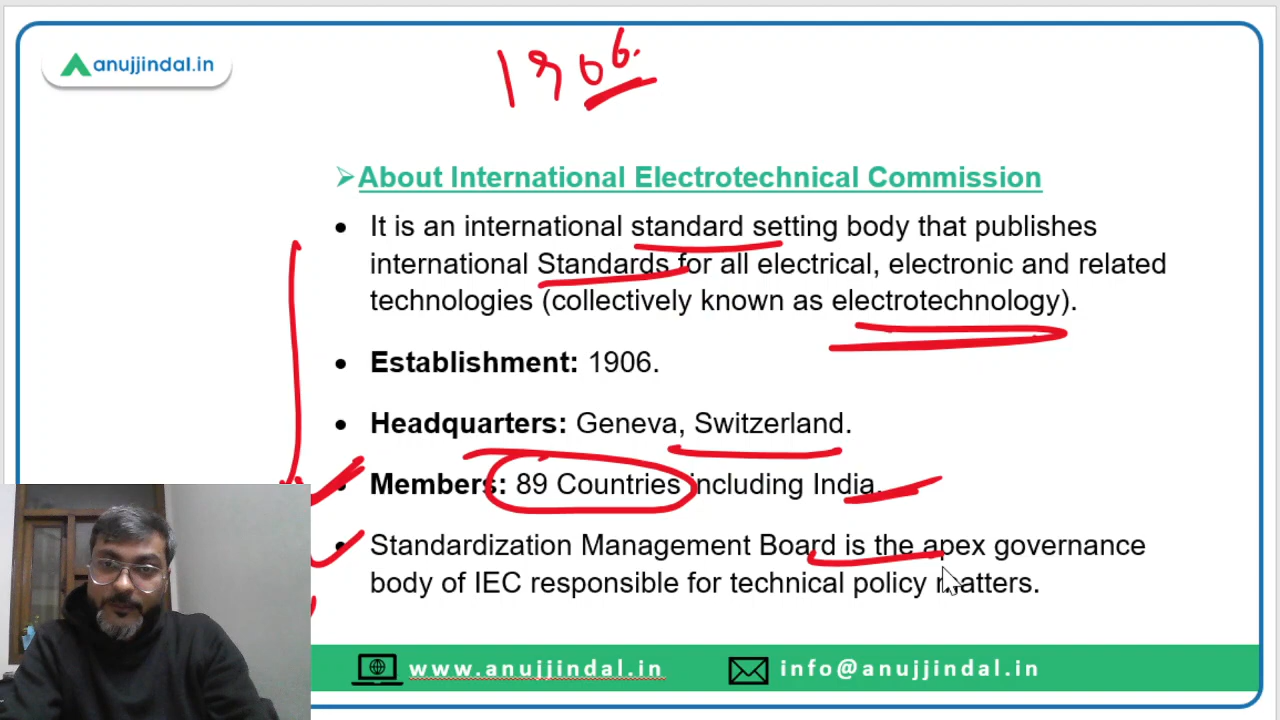 anujjindal.in
1906.
➢About International Electrotechnical Commission
• It is an international standard setting body that publishes
international Standards for all electrical, electronic and related
technologies (collectively known as electrotechnology).
• Establishment: 1906.
• Headquarters: Geneva, Switzerland.
• Members: 89 Countries including India.
• Standardization Management Board is the apex governance
body of IEC responsible for technical policy matters.
www.anujjindal.in info@anujjindal.in